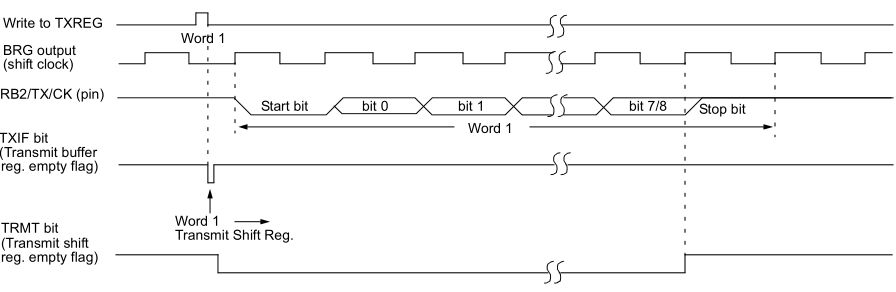 Write to TXREG
Word 1
BRG output
(shift clock)
RB2/TX/CK (pin)
Start bit
bit 0
bit 1
bit 7/8
Stop bit
Word 1
TXIF bit
(Transmit buffer
reg. empty flag)
Word 1
Transmit Shift Reg.
TRMT bit
(Transmit shift
reg. empty flag)